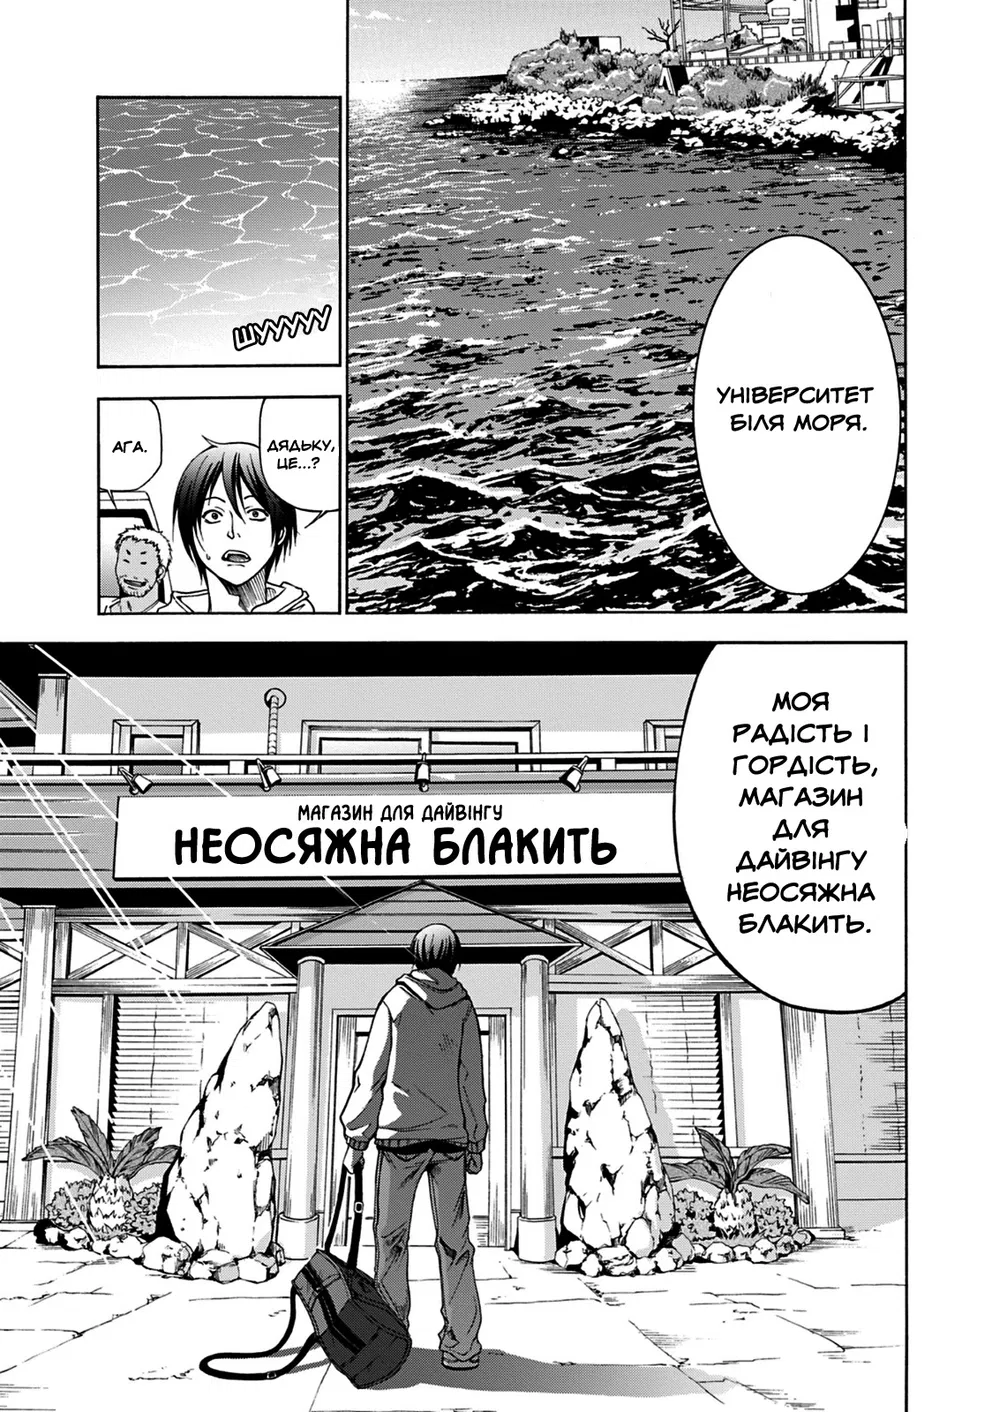 УНІВЕРСИТЕТ
БІЛЯ МОРЯ.
ШУУУУУ
ДЯДЬКУ,
ЦЕ...?
АГА.
МОЯ
РАДІСТЬ І
ГОРДІСТЬ,
МАГАЗИН
ДЛЯ
ДАЙВІНГУ
НЕОСЯЖНА
БЛАКИТЬ.
МАГАЗИН ДЛЯ ДАЙВІНГУ
НЕОСЯЖНА БЛАКИТЬ